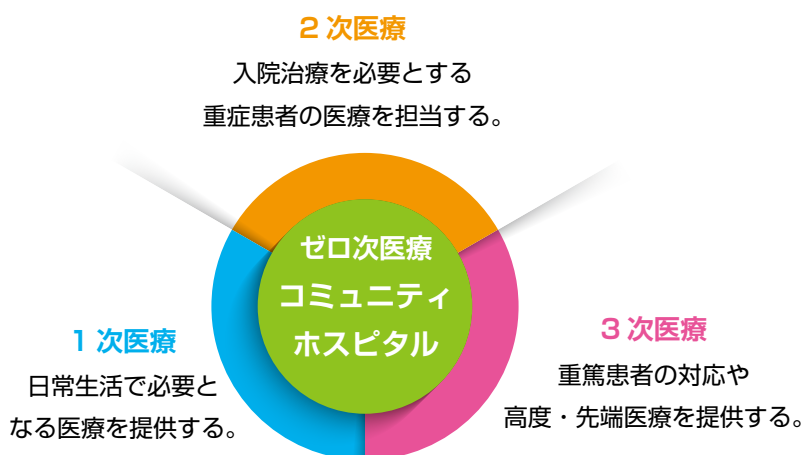 2 次医療
入院治療を必要とする
重症患者の医療を担当する。
ゼロ次医療
コミュニティ
ホスピタル
1 次医療
日常生活で必要と
なる医療を提供する。
3 次医療
重篤患者の対応や
高度・先端医療を提供する。